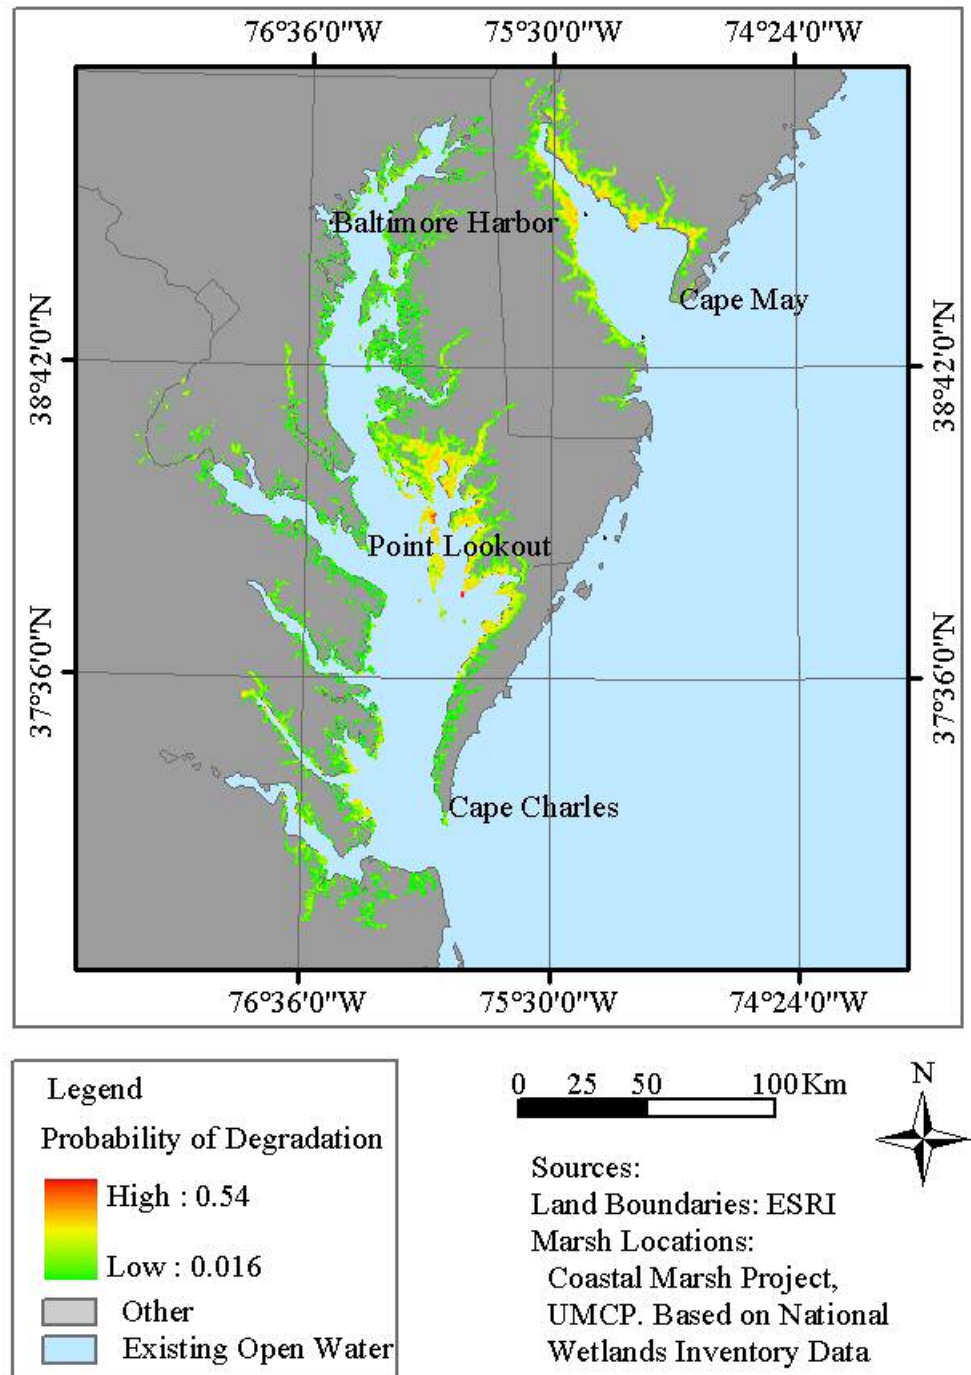 76°36'0"W 75°30'0"W 74°24'0"W
Baltimore Harbor
Cape May
38°42'0"N 38°42'0"N
Point Lookout
37°36'0"N 37°36'0"N
Cape Charles
76°36'0"W 75°30'0"W 74°24'0"W
Legend
Probability of Degradation
High : 0.54
Low : 0.016
Other
Existing Open Water
0 25 50 100 Km
N
Sources:
Land Boundaries: ESRI
Marsh Locations:
Coastal Marsh Project,
UMCP. Based on National
Wetlands Inventory Data